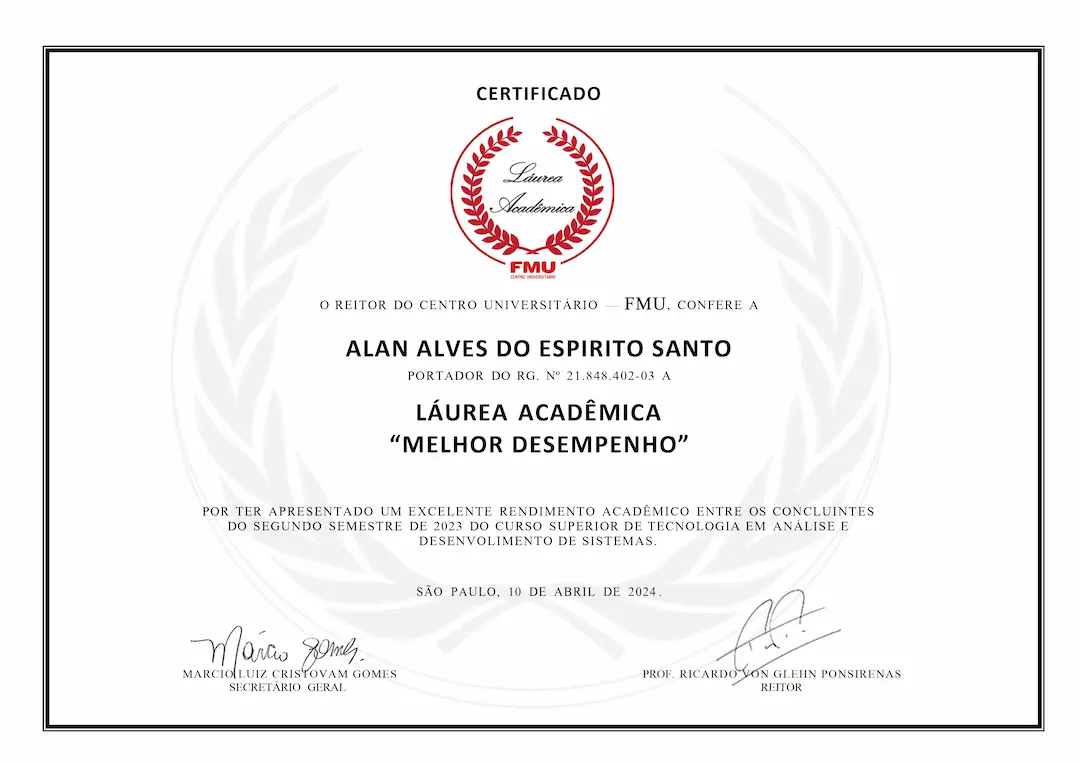 CERTIFICADO
Láurea
Acadêmica
FMU
CENTRO UNIVERSITÁRIO
O REITOR DO CENTRO UNIVERSITÁRIO — FMU, CONFERE A
ALAN ALVES DO ESPIRITO SANTO
PORTADOR DO RG. Nº 21.848.402-03 A
LÁUREA ACADÊMICA
“MELHOR DESEMPENHO”
POR TER APRESENTADO UM EXCELENTE RENDIMENTO ACADÊMICO ENTRE OS CONCLUINTES
DO SEGUNDO SEMESTRE DE 2023 DO CURSO SUPERIOR DE TECNOLOGIA EM ANÁLISE E
DESENVOLIMENTO DE SISTEMAS.
SÃO PAULO, 10 DE ABRIL DE 2024.
Márcio Gomes.
MARCIO LUIZ CRISTOVAM GOMES
SECRETÁRIO GERAL
PROF. RICARDO VON GLEHN PONSIRENAS
REITOR